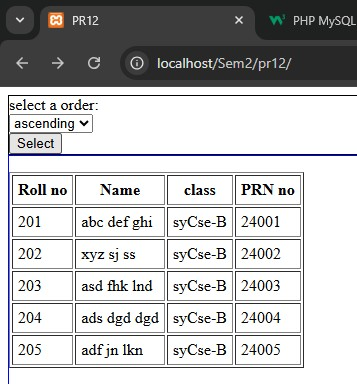 PR12
PHP MySQL
localhost/Sem2/pr12/
select a order:
ascending
Select
Roll no Name class PRN no
201 abc def ghi syCse-B 24001
202 xyz sj ss syCse-B 24002
203 asd fhk lnd syCse-B 24003
204 ads dgd dgd syCse-B 24004
205 adf jn lkn syCse-B 24005